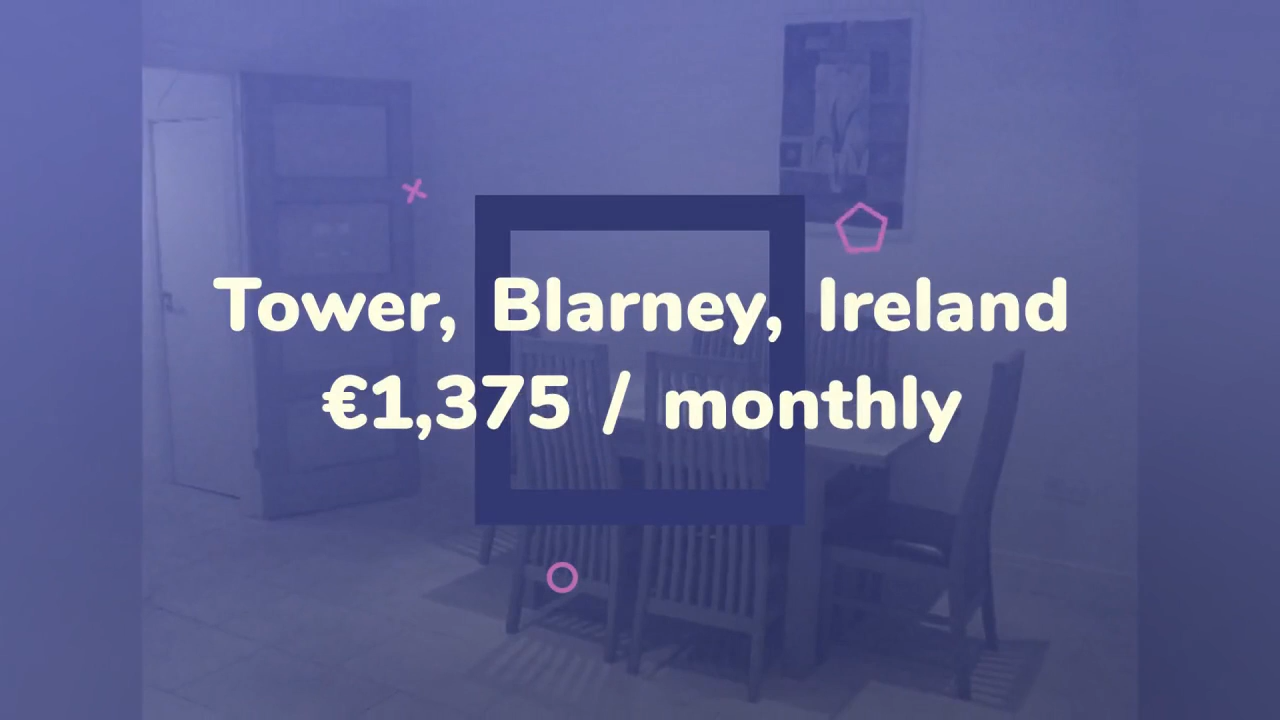 Tower, Blarney, Ireland
€1,375 / monthly